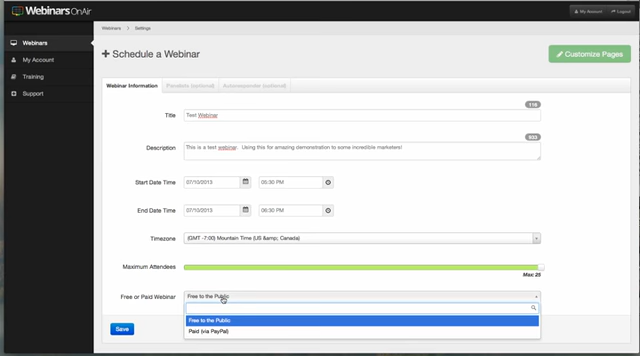 Webinars OnAir
My Account
Logout
Webinars
My Account
Training
Support
Webinars > Settings
Schedule a Webinar
Customize Pages
Webinar Information
Panelists (optional)
Autoresponder (optional)
116
Title
Test Webinar
933
Description
This is a test webinar. Using this for amazing demonstration to some incredible marketers!
Start Date Time
07/10/2013
05:30 PM
End Date Time
07/10/2013
06:30 PM
Timezone
(GMT -7:00) Mountain Time (US &amp; Canada)
Maximum Attendees
Max 25
Free or Paid Webinar
Free to the Public
Free to the Public
Paid (via PayPal)
Save